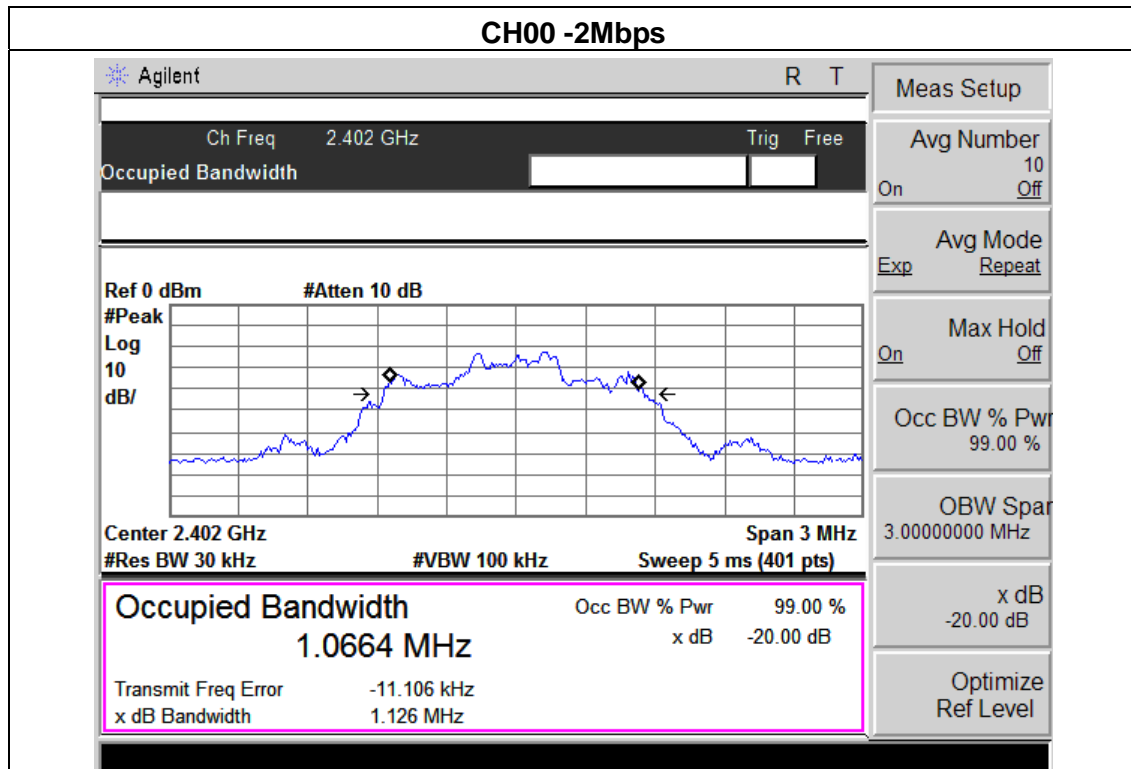 CH00 -2Mbps
Agilent R T
Ch Freq 2.402 GHz Trig Free
Occupied Bandwidth
Ref 0 dBm #Atten 10 dB
#Peak
Log
10
dB/
Center 2.402 GHz Span 3 MHz
#Res BW 30 kHz #VBW 100 kHz Sweep 5 ms (401 pts)
Occupied Bandwidth Occ BW % Pwr 99.00 %
1.0664 MHz x dB -20.00 dB
Transmit Freq Error -11.106 kHz
x dB Bandwidth 1.126 MHz
Meas Setup
Avg Number
10
On Off
Avg Mode
Exp Repeat
Max Hold
On Off
Occ BW % Pwr
99.00 %
OBW Span
3.00000000 MHz
x dB
-20.00 dB
Optimize
Ref Level